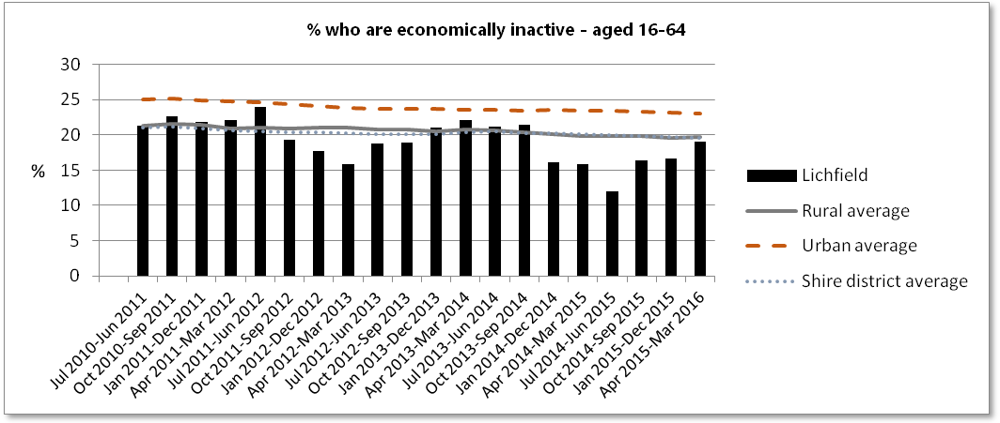 % who are economically inactive - aged 16-64
30
25
20
15
10
5
0
%
Jul 2010-Jun 2011
Oct 2010-Sep 2011
Jan 2011-Dec 2011
Apr 2011-Mar 2012
Jul 2011-Jun 2012
Oct 2011-Sep 2012
Jan 2012-Dec 2012
Apr 2012-Mar 2013
Jul 2012-Jun 2013
Oct 2012-Sep 2013
Jan 2013-Dec 2013
Apr 2013-Mar 2014
Jul 2013-Jun 2014
Oct 2013-Sep 2014
Jan 2014-Dec 2014
Apr 2014-Mar 2015
Jul 2014-Jun 2015
Oct 2014-Sep 2015
Jan 2015-Dec 2015
Apr 2015-Mar 2016
Lichfield
Rural average
Urban average
Shire district average